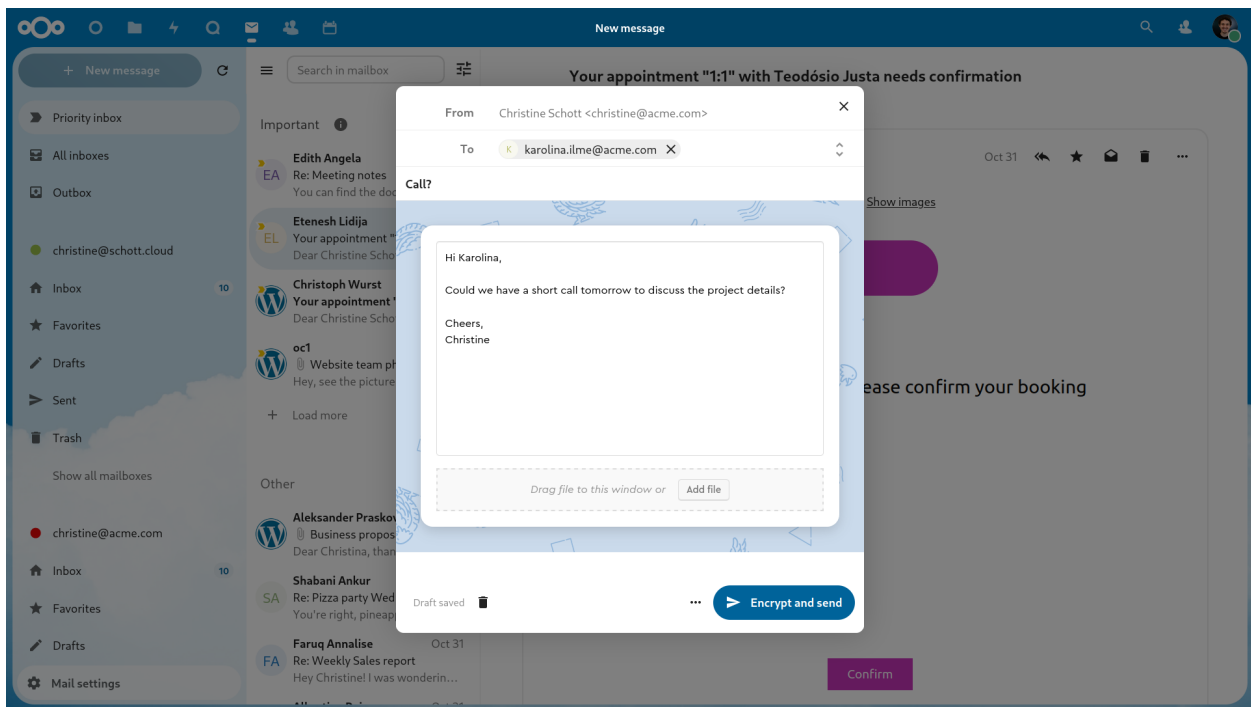 New message
+ New message
Search in mailbox
Your appointment "1:1" with Teodósio Justa needs confirmation
Priority inbox
All inboxes
Outbox
christine@schott.cloud
Inbox 10
Favorites
Drafts
Sent
Trash
Show all mailboxes
christine@acme.com
Inbox 10
Favorites
Drafts
Mail settings
Important
EA
Edith Angela
Re: Meeting notes
You can find the doc
EL
Etenesh Lidija
Your appointment "
Dear Christine Scho
Christoph Wurst
Your appointment "
Dear Christine Scho
oc1
Website team ph
Hey, see the picture
+ Load more
Other
Aleksander Praskov
Business propos
Dear Christina, than
SA
Shabani Ankur
Re: Pizza party Wed
You're right, pineap
FA
Faruq Annalise Oct 31
Re: Weekly Sales report
Hey Christine! I was wonderin...
From Christine Schott <christine@acme.com>
To K karolina.ilme@acme.com
Call?
Hi Karolina,
Could we have a short call tomorrow to discuss the project details?
Cheers,
Christine
Drag file to this window or Add file
Draft saved
Encrypt and send
Oct 31
Show images
ease confirm your booking
Confirm